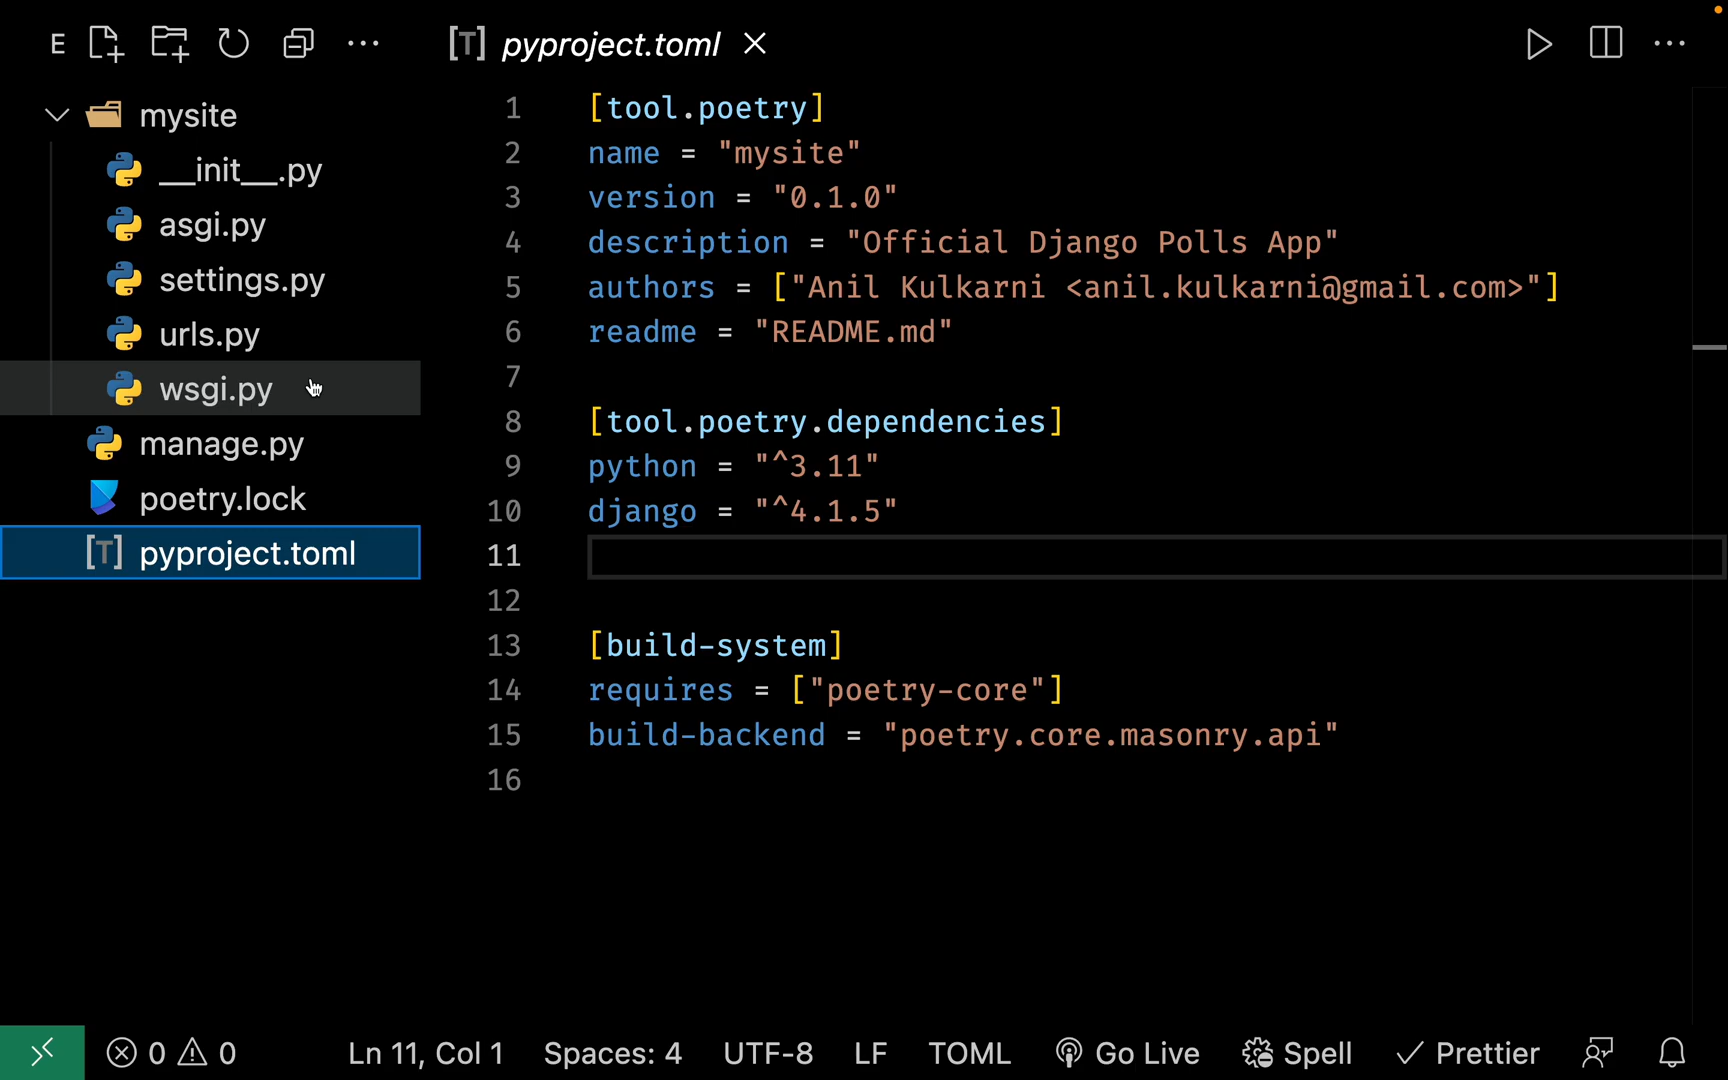 E
[T] pyproject.toml
mysite
__init__.py
asgi.py
settings.py
urls.py
wsgi.py
manage.py
poetry.lock
[T] pyproject.toml
1 [tool.poetry]
2 name = "mysite"
3 version = "0.1.0"
4 description = "Official Django Polls App"
5 authors = ["Anil Kulkarni <anil.kulkarni@gmail.com>"]
6 readme = "README.md"
7
8 [tool.poetry.dependencies]
9 python = "^3.11"
10 django = "^4.1.5"
11
12
13 [build-system]
14 requires = ["poetry-core"]
15 build-backend = "poetry.core.masonry.api"
16
0 0 Ln 11, Col 1 Spaces: 4 UTF-8 LF TOML Go Live Spell Prettier